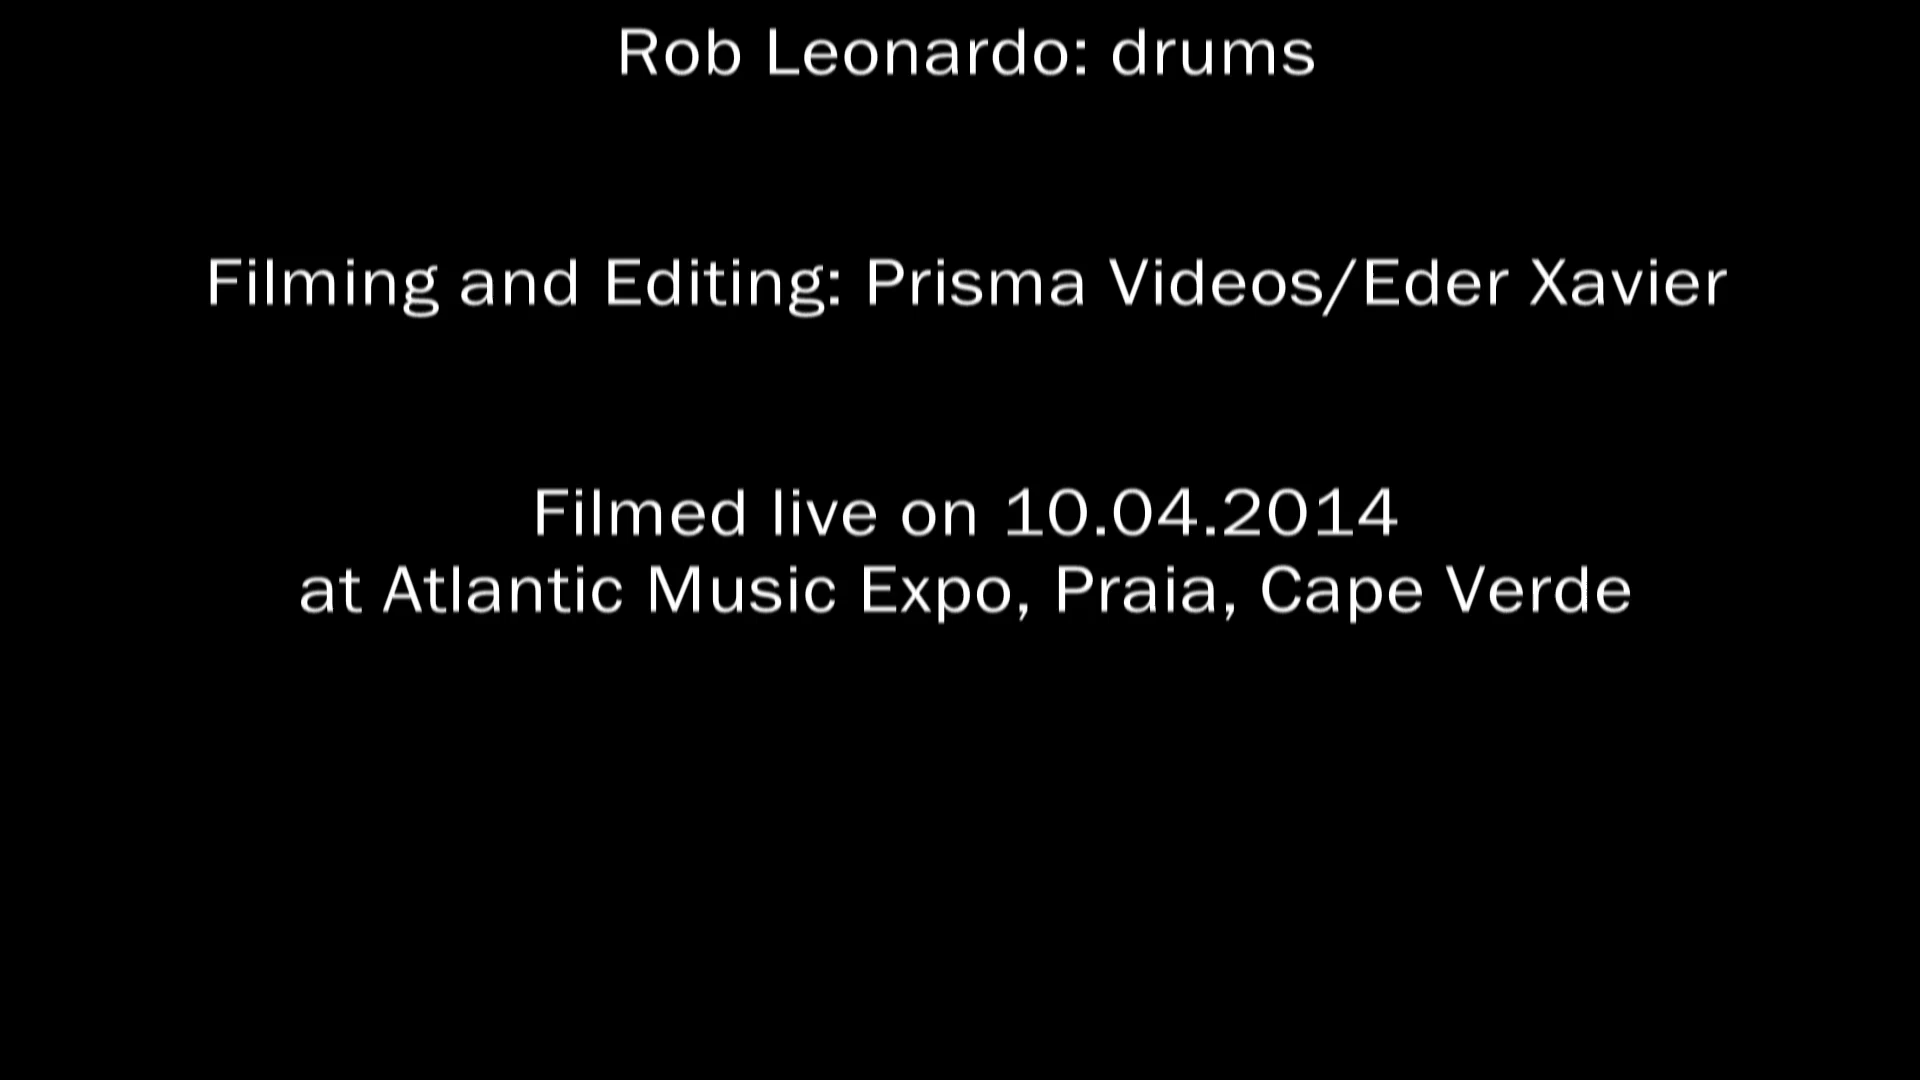 Rob Leonardo: drums
Filming and Editing: Prisma Videos/Eder Xavier
Filmed live on 10.04.2014
at Atlantic Music Expo, Praia, Cape Verde